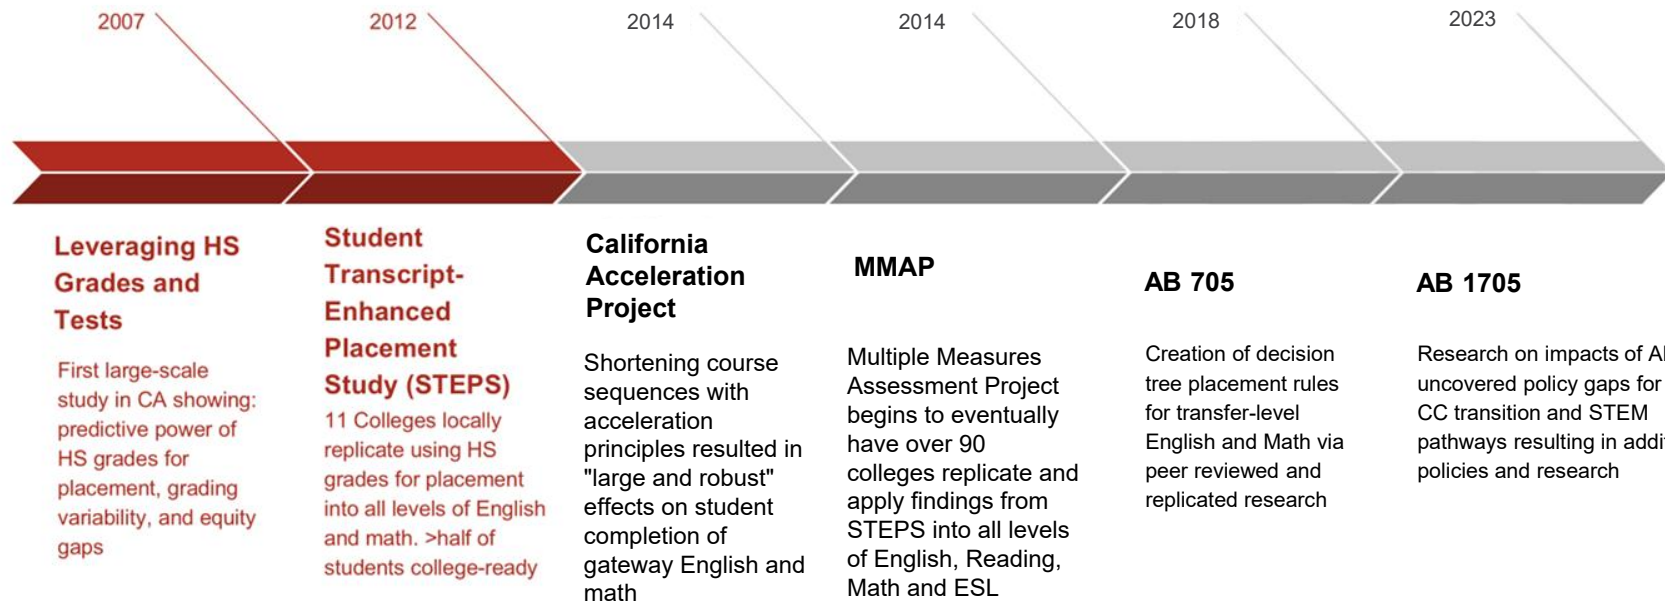 2007
2012
2014
2014
2018
2023
Leveraging HS
Grades and
Tests
First large-scale
study in CA showing:
predictive power of
HS grades for
placement, grading
variability, and equity
gaps
Student
Transcript-
Enhanced
Placement
Study (STEPS)
11 Colleges locally
replicate using HS
grades for placement
into all levels of English
and math. >half of
students college-ready
California
Acceleration
Project
Shortening course
sequences with
acceleration
principles resulted in
"large and robust"
effects on student
completion of
gateway English and
math
MMAP
Multiple Measures
Assessment Project
begins to eventually
have over 90
colleges replicate and
apply findings from
STEPS into all levels
of English, Reading,
Math and ESL
AB 705
Creation of decision
tree placement rules
for transfer-level
English and Math via
peer reviewed and
replicated research
AB 1705
Research on impacts of
uncovered policy gaps for
CC transition and STEM
pathways resulting in
policies and research